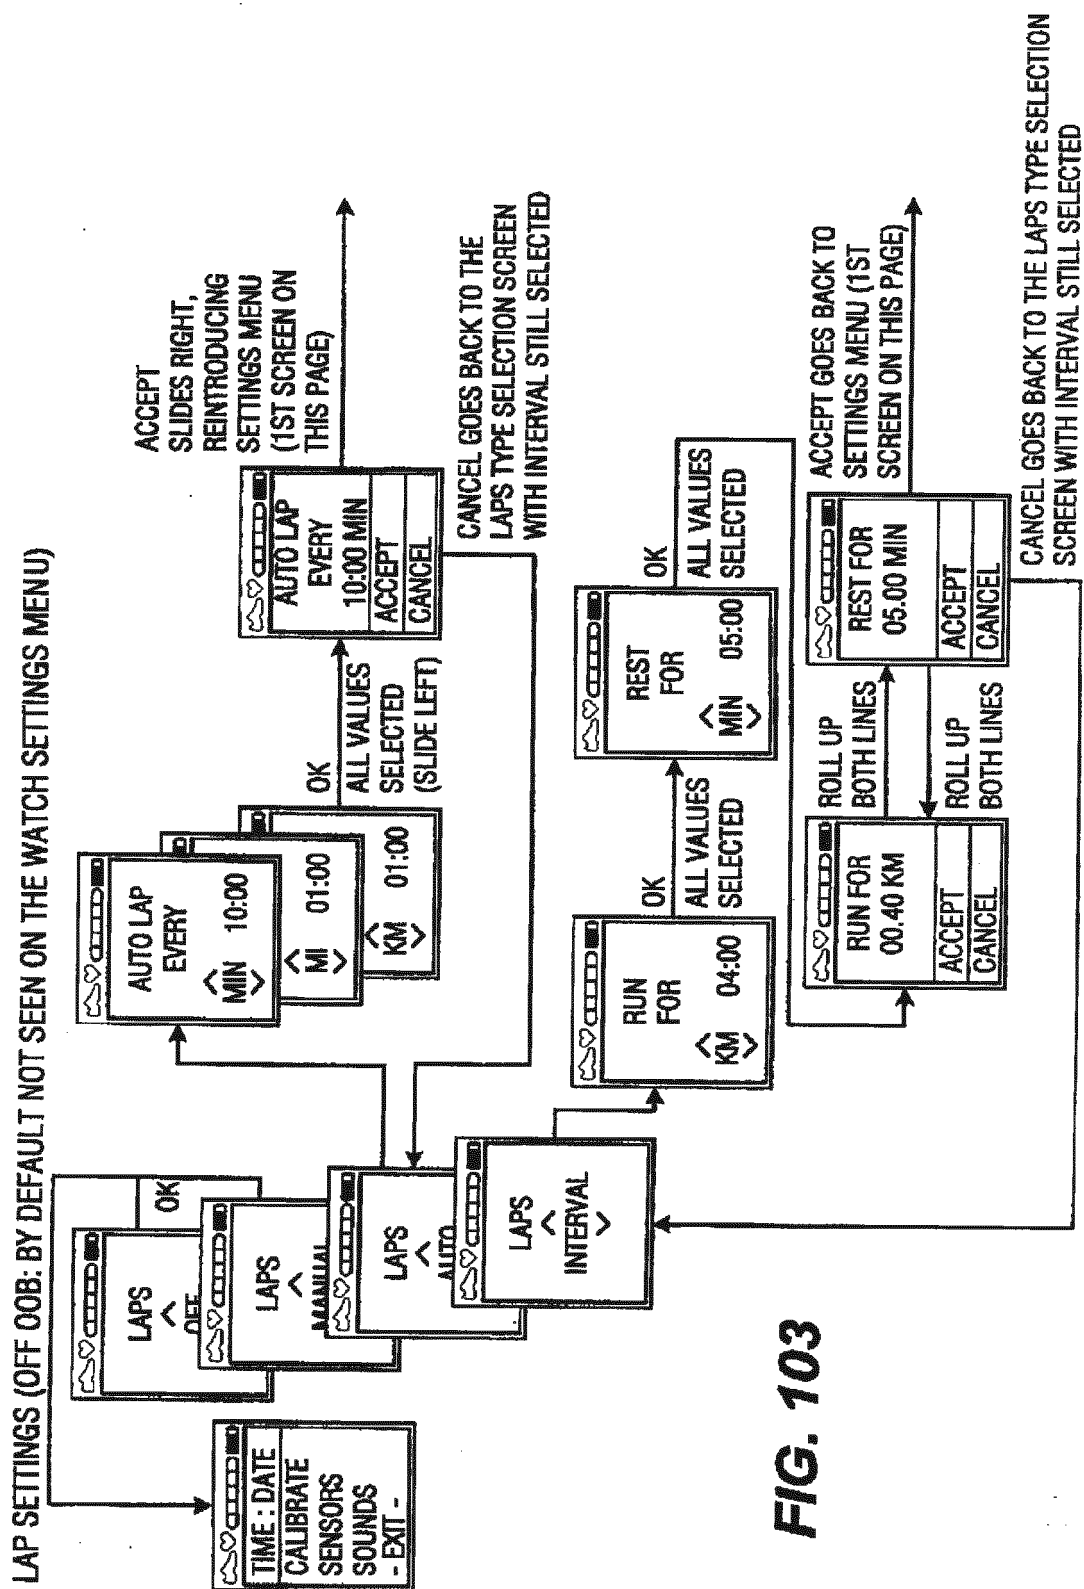 LAP SETTINGS (OFF OOB: BY DEFAULT NOT SEEN ON THE WATCH SETTINGS MENU)
TIME : DATE
CALIBRATE
SENSORS
SOUNDS
- EXIT -
LAPS
OFF
OK
LAPS
MANUAL
LAPS
AUTO
LAPS
INTERVAL
AUTO LAP
EVERY
MIN 10:00
MI 01:00
KM 01:00
OK
ALL VALUES
SELECTED
(SLIDE LEFT)
AUTO LAP
EVERY
10:00 MIN
ACCEPT
CANCEL
ACCEPT
SLIDES RIGHT,
REINTRODUCING
SETTINGS MENU
(1ST SCREEN ON
THIS PAGE)
CANCEL GOES BACK TO THE
LAPS TYPE SELECTION SCREEN
WITH INTERVAL STILL SELECTED
RUN
FOR
KM 04:00
OK
ALL VALUES
SELECTED
REST
FOR
MIN 05:00
OK
ALL VALUES
SELECTED
RUN FOR
00.40 KM
ACCEPT
CANCEL
ROLL UP
BOTH LINES
ROLL UP
BOTH LINES
REST FOR
05.00 MIN
ACCEPT
CANCEL
ACCEPT GOES BACK TO
SETTINGS MENU (1ST
SCREEN ON THIS PAGE)
CANCEL GOES BACK TO THE LAPS TYPE SELECTION
SCREEN WITH INTERVAL STILL SELECTED
FIG. 103